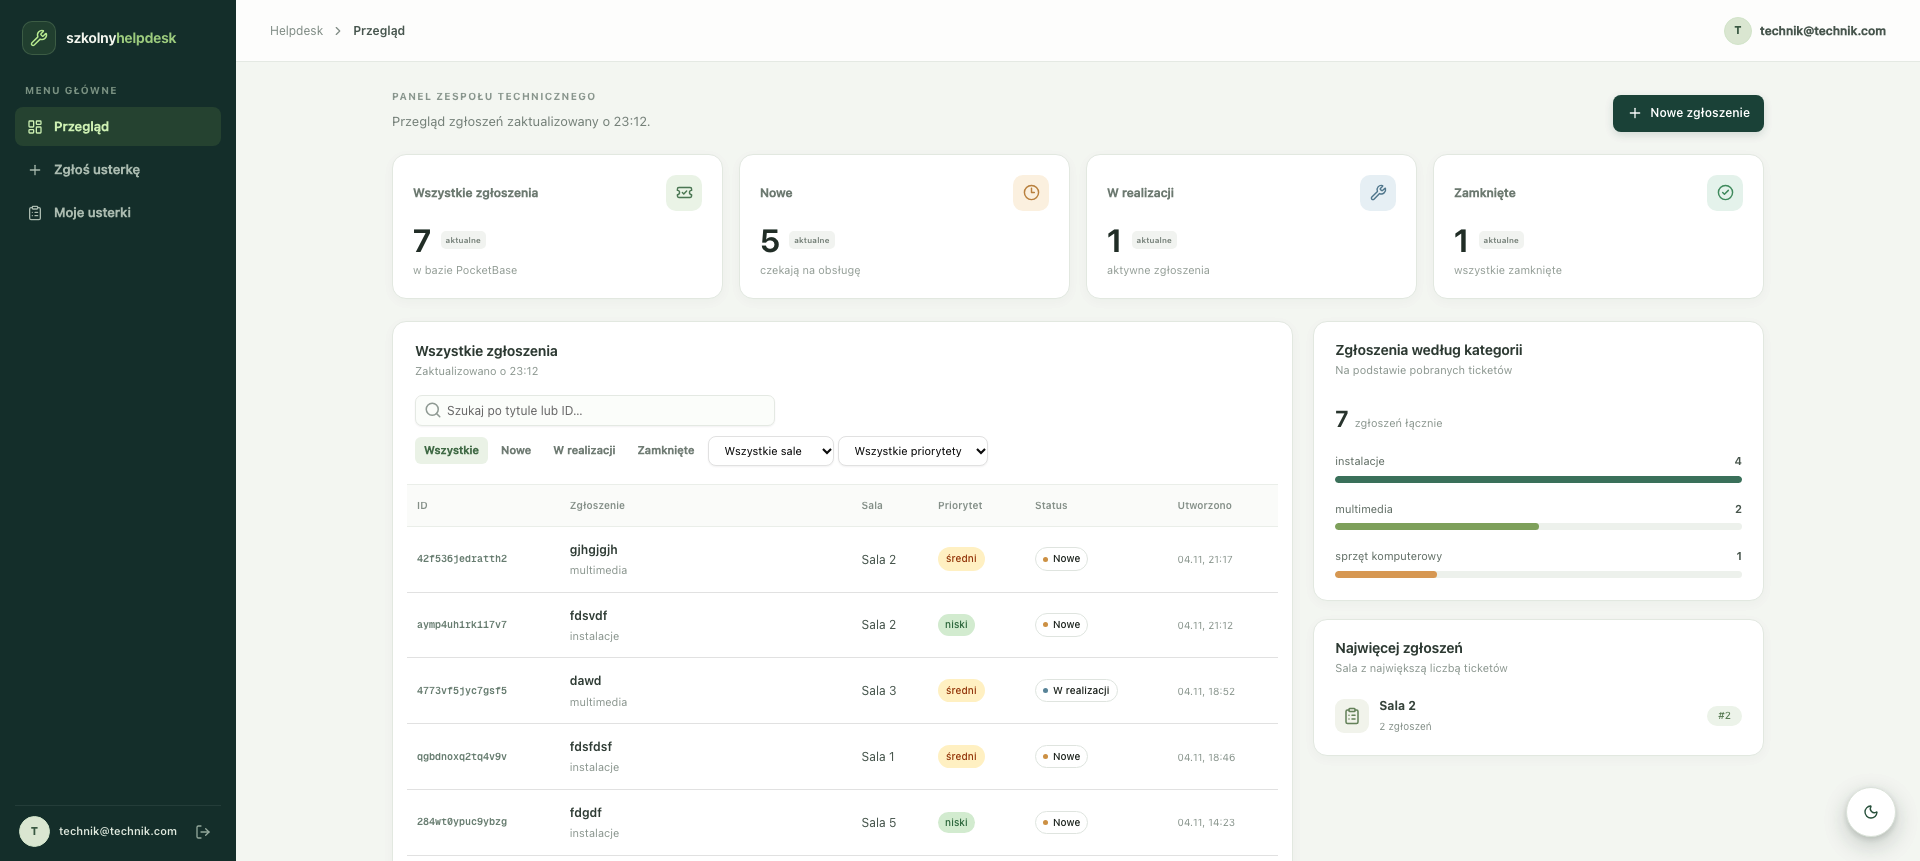 szkolnyhelpdesk
MENU GŁÓWNE
Przegląd
Zgłoś usterkę
Moje usterki
T technik@technik.com
Helpdesk > Przegląd
T technik@technik.com
PANEL ZESPOŁU TECHNICZNEGO
Przegląd zgłoszeń zaktualizowany o 23:12.
+ Nowe zgłoszenie
Wszystkie zgłoszenia
7 aktualne
w bazie PocketBase
Nowe
5 aktualne
czekają na obsługę
W realizacji
1 aktualne
aktywne zgłoszenia
Zamknięte
1 aktualne
wszystkie zamknięte
Wszystkie zgłoszenia
Zaktualizowano o 23:12
Szukaj po tytule lub ID...
Wszystkie Nowe W realizacji Zamknięte Wszystkie sale Wszystkie priorytety
ID Zgłoszenie Sala Priorytet Status Utworzono
42f536jedratth2 gjhgjgjh multimedia Sala 2 średni Nowe 04.11, 21:17
aymp4uh1rk117v7 fdsvdf instalacje Sala 2 niski Nowe 04.11, 21:12
4773vf5jyc7gsf5 dawd multimedia Sala 3 średni W realizacji 04.11, 18:52
qgbdnoxq2tq4v9v fdsfdsf instalacje Sala 1 średni Nowe 04.11, 18:46
284wt0ypuc9ybzg fdgdf instalacje Sala 5 niski Nowe 04.11, 14:23
Zgłoszenia według kategorii
Na podstawie pobranych ticketów
7 zgłoszeń łącznie
instalacje 4
multimedia 2
sprzęt komputerowy 1
Najwięcej zgłoszeń
Sala z największą liczbą ticketów
Sala 2
2 zgłoszeń
#2